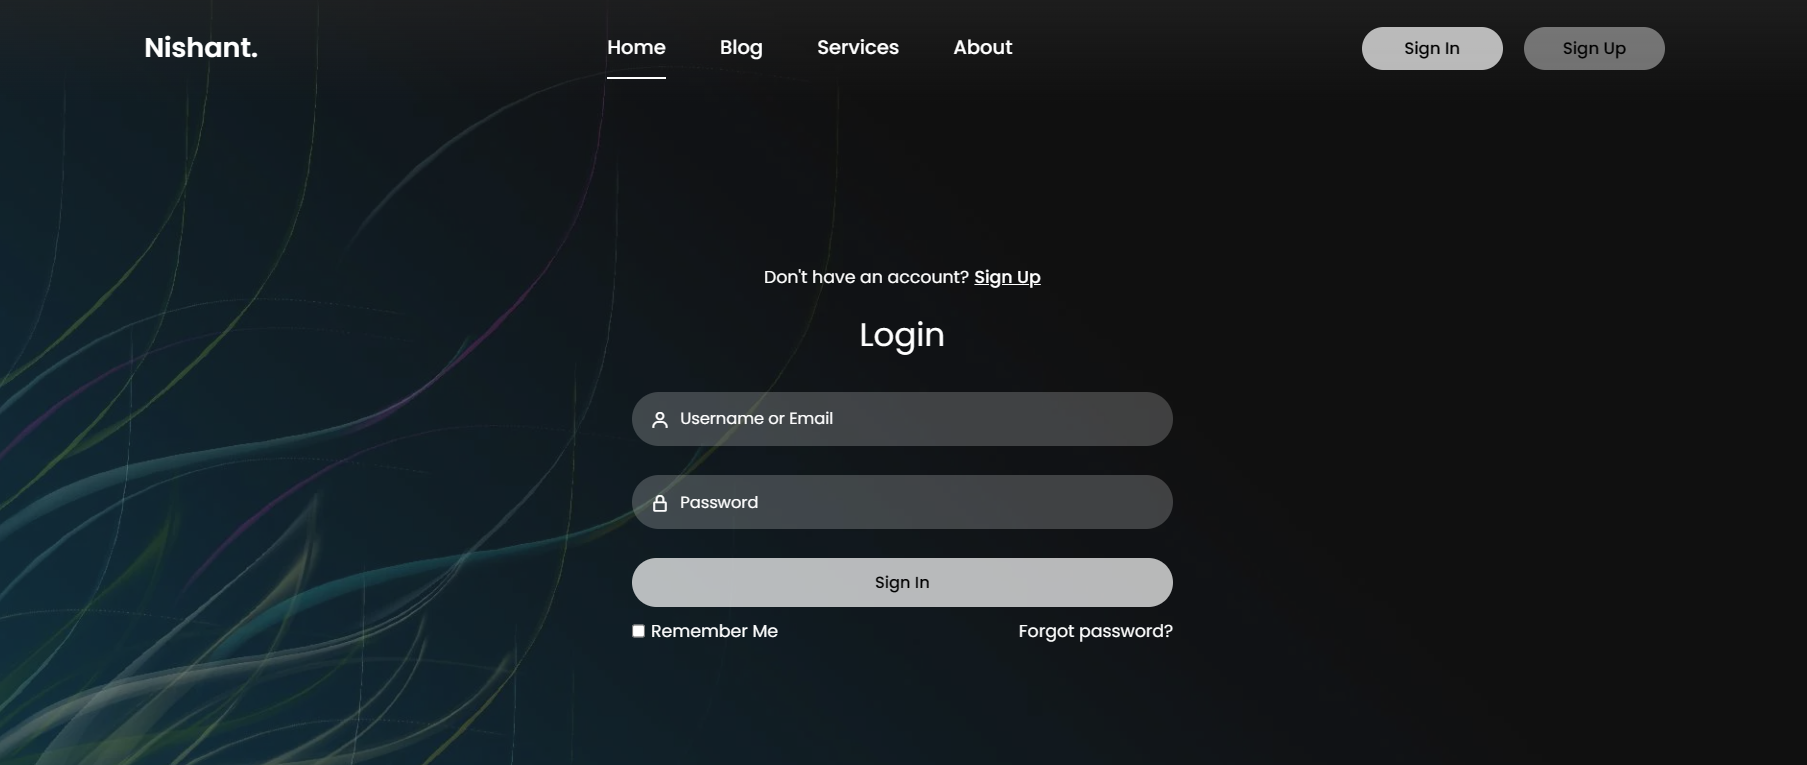 Nishant.
Home Blog Services About
Sign In Sign Up
Don't have an account? Sign Up
Login
Username or Email
Password
Sign In
Remember Me Forgot password?